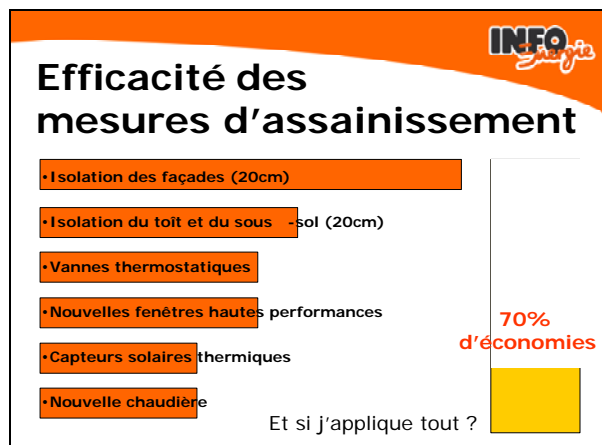 INFO
Énergie
Efficacité des
mesures d'assainissement
•Isolation des façades (20cm)
•Isolation du toît et du sous -sol (20cm)
•Vannes thermostatiques
•Nouvelles fenêtres hautes performances
•Capteurs solaires thermiques
•Nouvelle chaudière
70%
d'économies
Et si j'applique tout ?